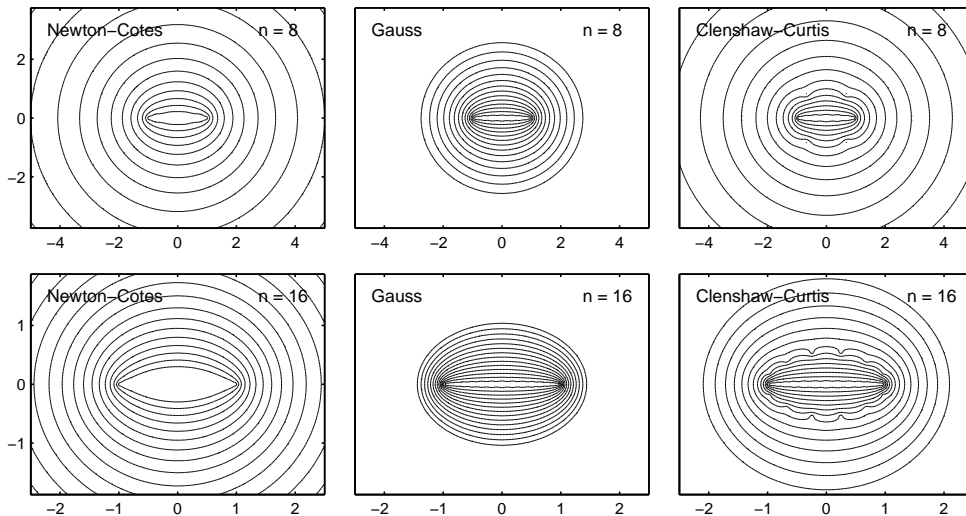 Newton−Cotes n = 8
Gauss n = 8
Clenshaw−Curtis n = 8
2
0
−2
−4 −2 0 2 4
−4 −2 0 2 4
−4 −2 0 2 4
Newton−Cotes n = 16
Gauss n = 16
Clenshaw−Curtis n = 16
1
0
−1
−2 −1 0 1 2
−2 −1 0 1 2
−2 −1 0 1 2